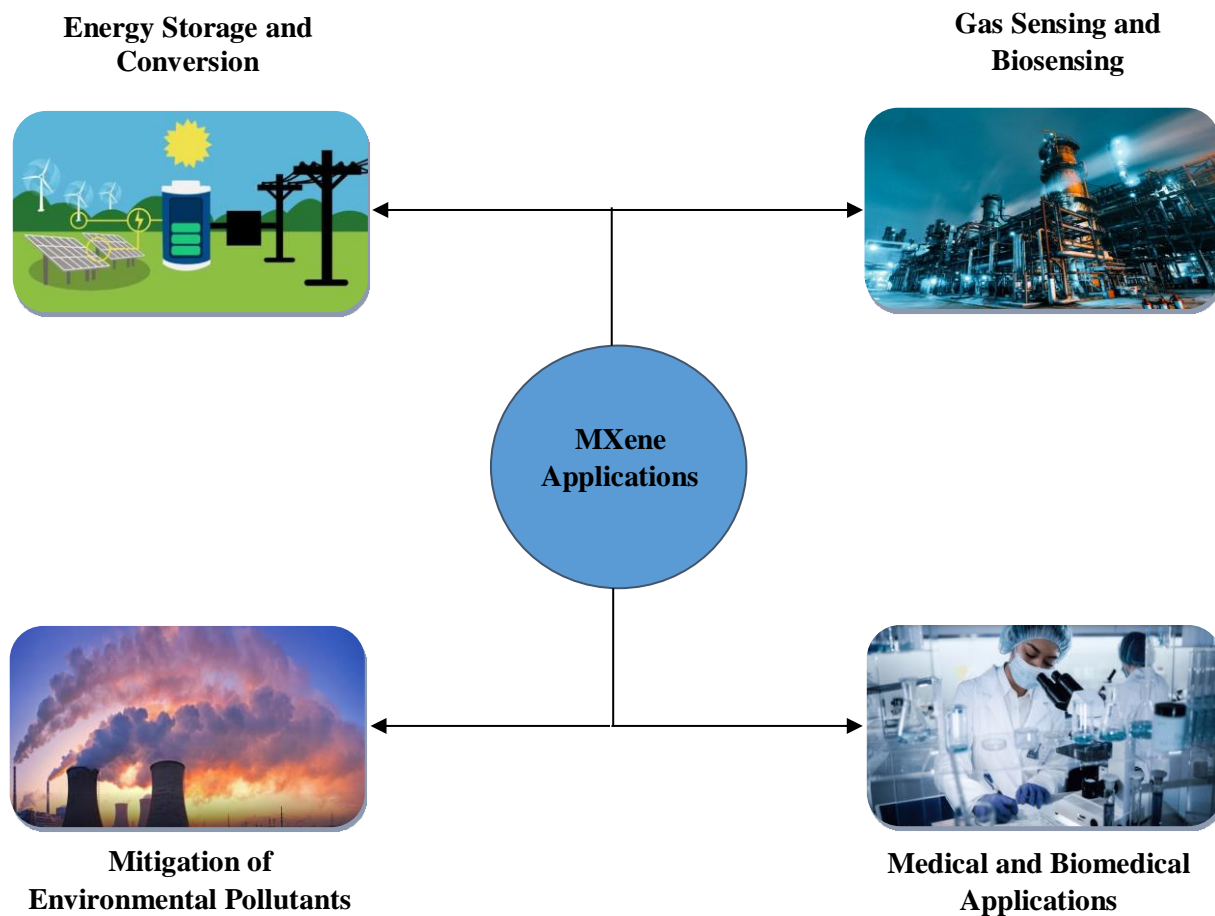 Energy Storage and
Conversion
Gas Sensing and
Biosensing
MXene
Applications
Mitigation of
Environmental Pollutants
Medical and Biomedical
Applications